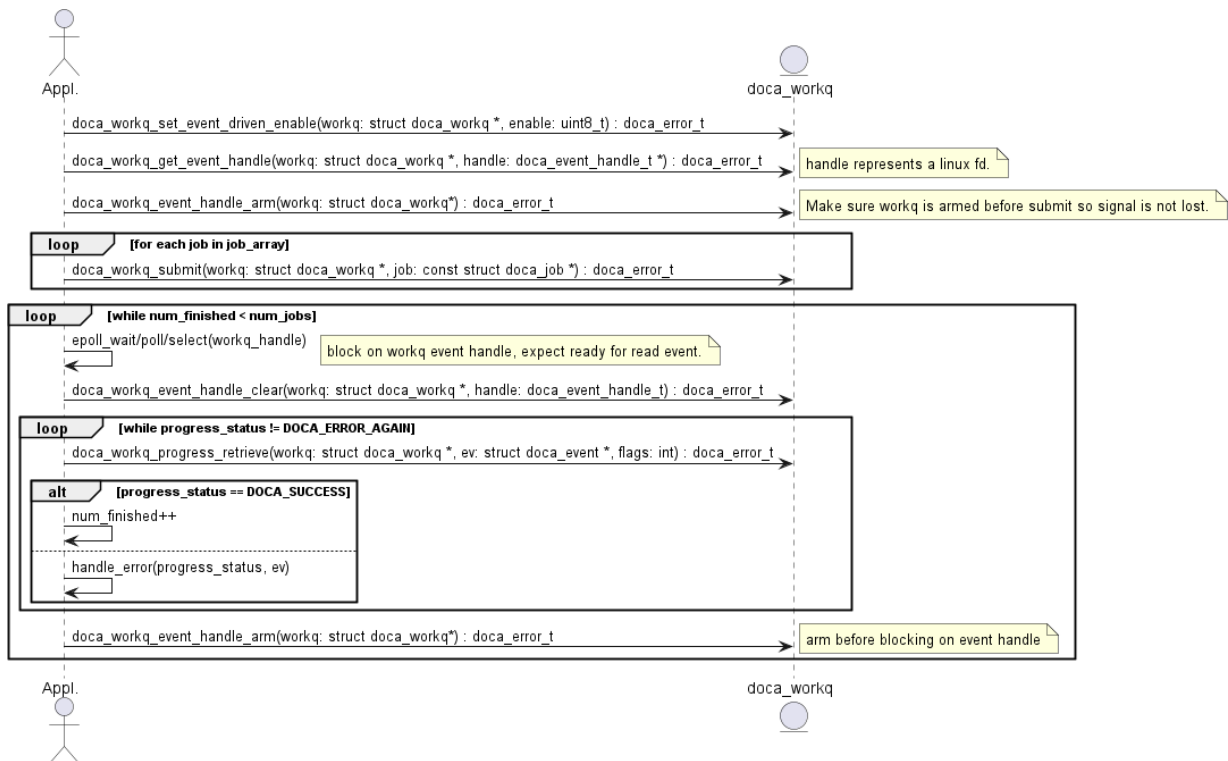 Appl.
doca_workq
doca_workq_set_event_driven_enable(workq: struct doca_workq *, enable: uint8_t) : doca_error_t
doca_workq_get_event_handle(workq: struct doca_workq *, handle: doca_event_handle_t *) : doca_error_t
handle represents a linux fd.
doca_workq_event_handle_arm(workq: struct doca_workq*) : doca_error_t
Make sure workq is armed before submit so signal is not lost.
loop [for each job in job_array]
doca_workq_submit(workq: struct doca_workq *, job: const struct doca_job *) : doca_error_t
loop [while num_finished < num_jobs]
epoll_wait/poll/select(workq_handle)
block on workq event handle, expect ready for read event.
doca_workq_event_handle_clear(workq: struct doca_workq *, handle: doca_event_handle_t) : doca_error_t
loop [while progress_status != DOCA_ERROR_AGAIN]
doca_workq_progress_retrieve(workq: struct doca_workq *, ev: struct doca_event *, flags: int) : doca_error_t
alt [progress_status == DOCA_SUCCESS]
num_finished++
handle_error(progress_status, ev)
doca_workq_event_handle_arm(workq: struct doca_workq*) : doca_error_t
arm before blocking on event handle
Appl.
doca_workq